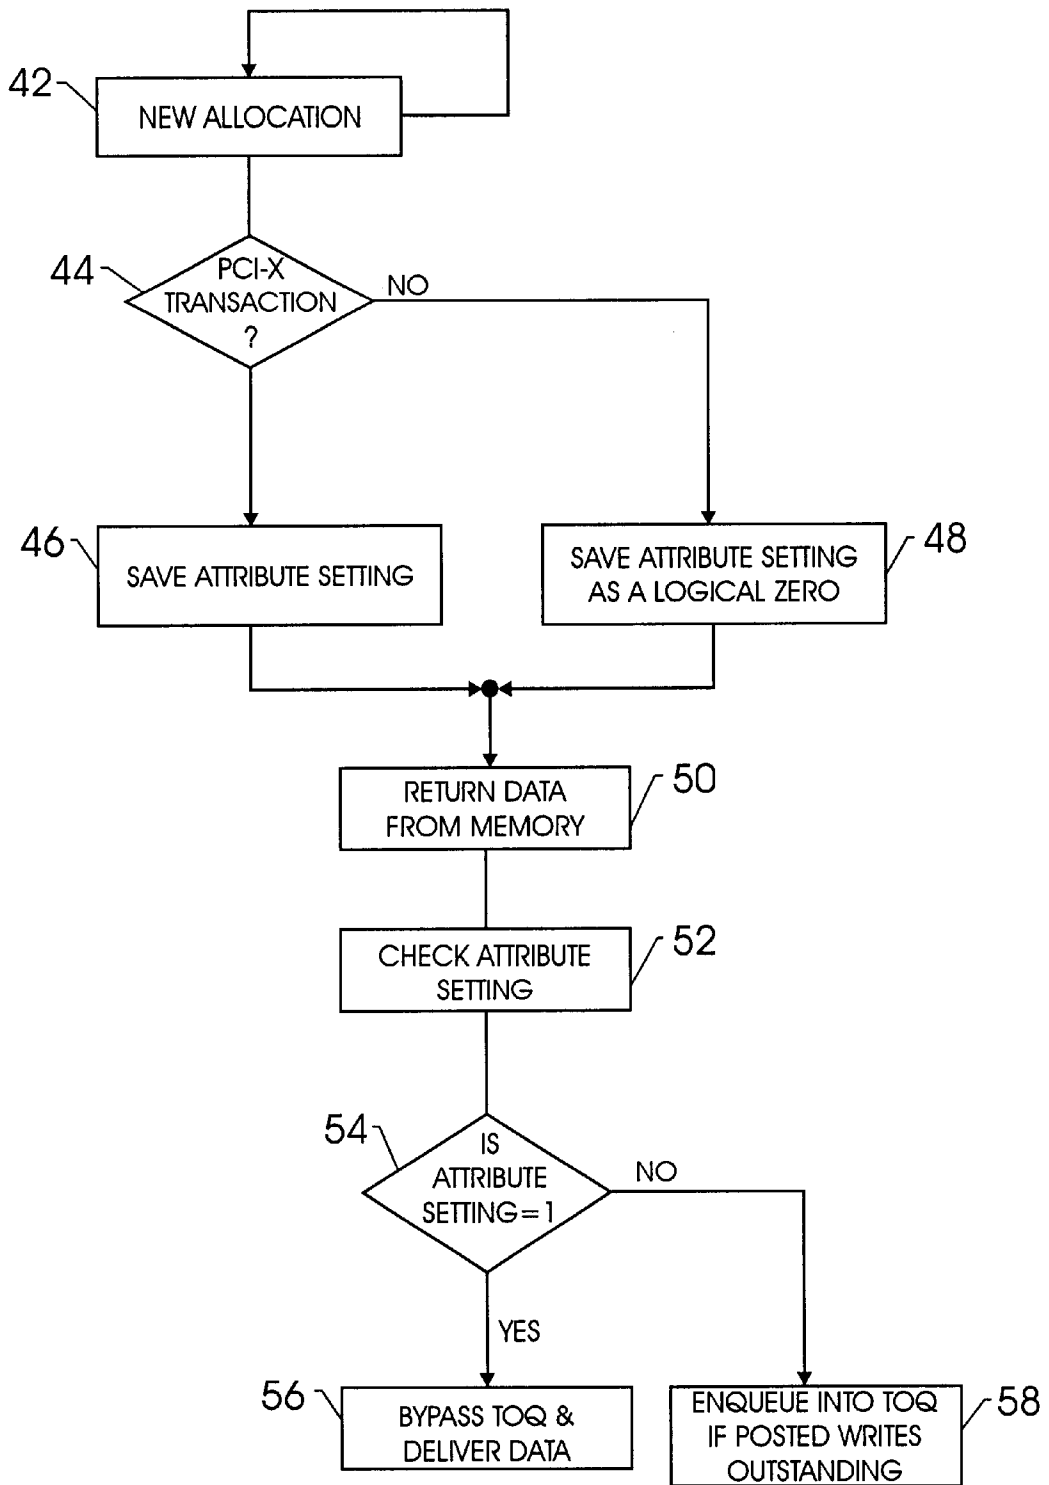 42
NEW ALLOCATION
44
PCI-X
TRANSACTION
?
NO
46
SAVE ATTRIBUTE SETTING
SAVE ATTRIBUTE SETTING
AS A LOGICAL ZERO
48
RETURN DATA
FROM MEMORY
50
CHECK ATTRIBUTE
SETTING
52
54
IS
ATTRIBUTE
SETTING=1
NO
YES
56
BYPASS TOQ &
DELIVER DATA
ENQUEUE INTO TOQ
IF POSTED WRITES
OUTSTANDING
58